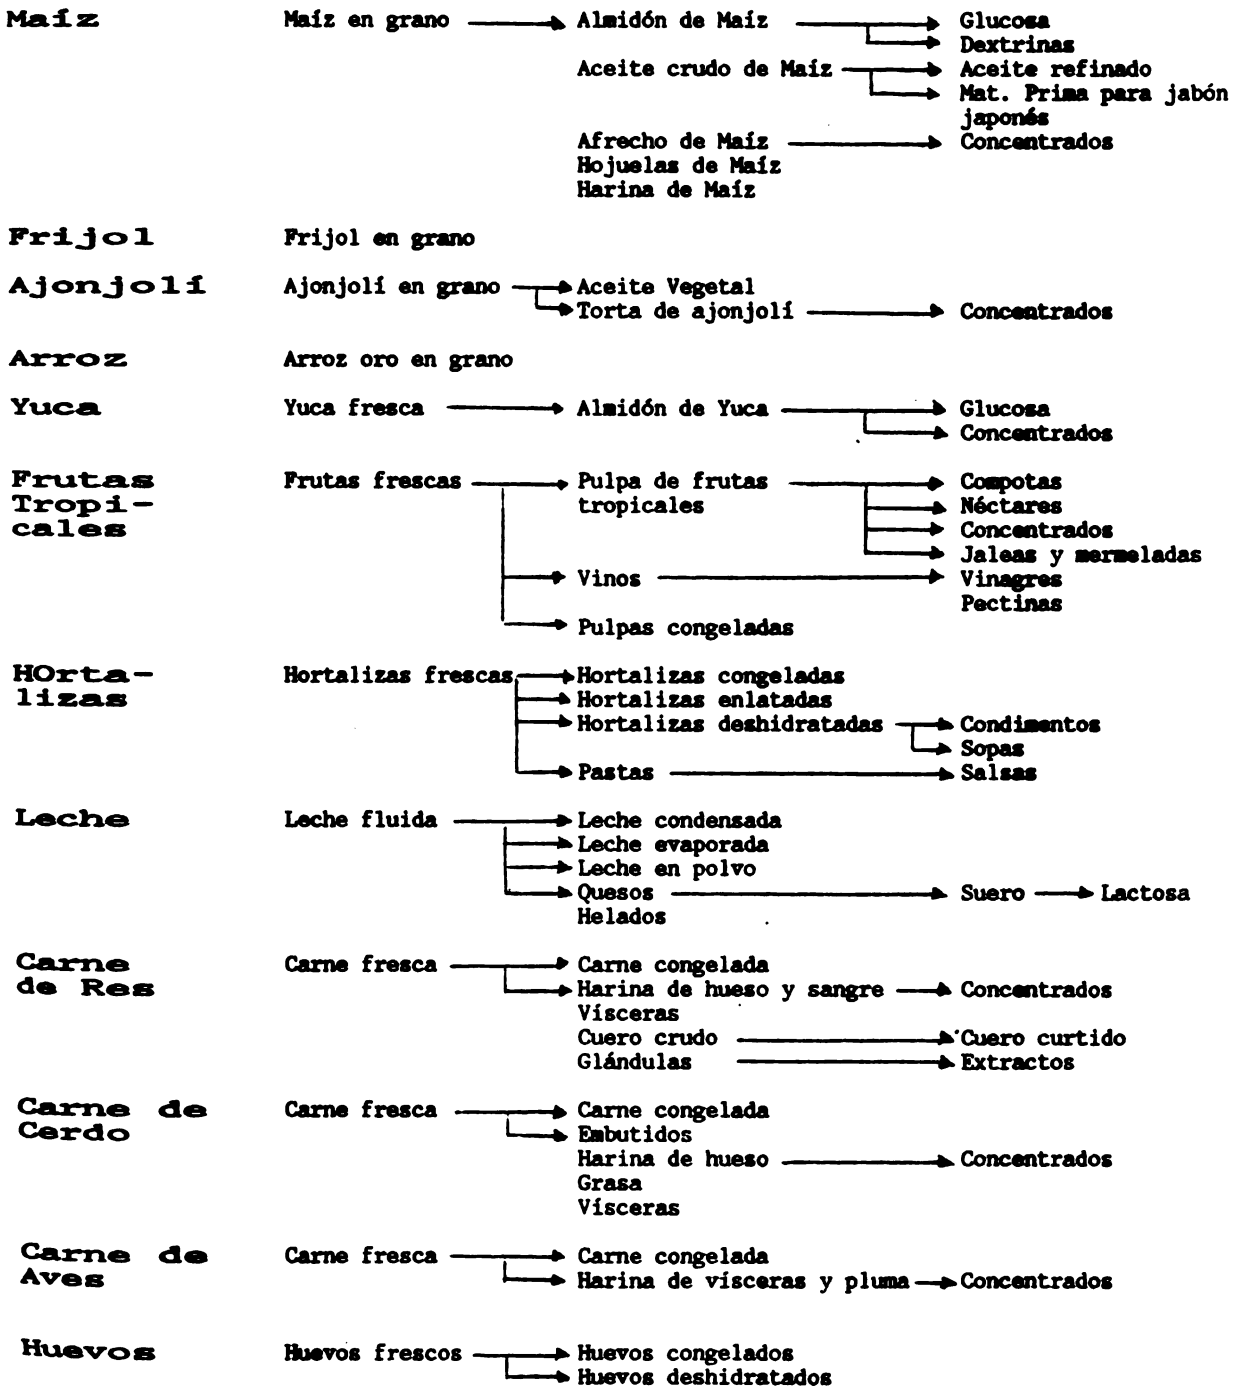 Maíz Maíz en grano Almidón de Maíz Glucosa
Dextrinas
Aceite crudo de Maíz Aceite refinado
Mat. Prima para jabón
japonés
Afrecho de Maíz Concentrados
Hojuelas de Maíz
Harina de Maíz
Frijol Frijol en grano
Ajonjolí Ajonjolí en grano Aceite Vegetal
Torta de ajonjolí Concentrados
Arroz Arroz oro en grano
Yuca Yuca fresca Almidón de Yuca Glucosa
Concentrados
Frutas Frutas frescas Pulpa de frutas Compotas
Tropi- tropicales Néctares
cales Concentrados
Jaleas y mermeladas
Vinos Vinagres
Pectinas
Pulpas congeladas
HOrta- Hortalizas frescas Hortalizas congeladas
lizas Hortalizas enlatadas
Hortalizas deshidratadas Condimentos
Sopas
Pastas Salsas
Leche Leche fluida Leche condensada
Leche evaporada
Leche en polvo
Quesos Suero Lactosa
Helados
Carne Carne fresca Carne congelada
de Res Harina de hueso y sangre Concentrados
Vísceras
Cuero crudo Cuero curtido
Glándulas Extractos
Carne de Carne fresca Carne congelada
Cerdo Embutidos
Harina de hueso Concentrados
Grasa
Vísceras
Carne de Carne fresca Carne congelada
Aves Harina de vísceras y pluma Concentrados
Huevos Huevos frescos Huevos congelados
Huevos deshidratados